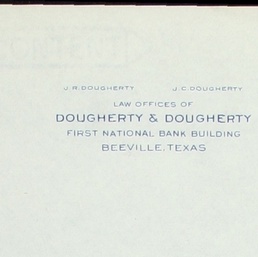 J.R. DOUGHERTY J.C. DOUGHERTY
LAW OFFICES OF
DOUGHERTY & DOUGHERTY
FIRST NATIONAL BANK BUILDING
BEEVILLE, TEXAS